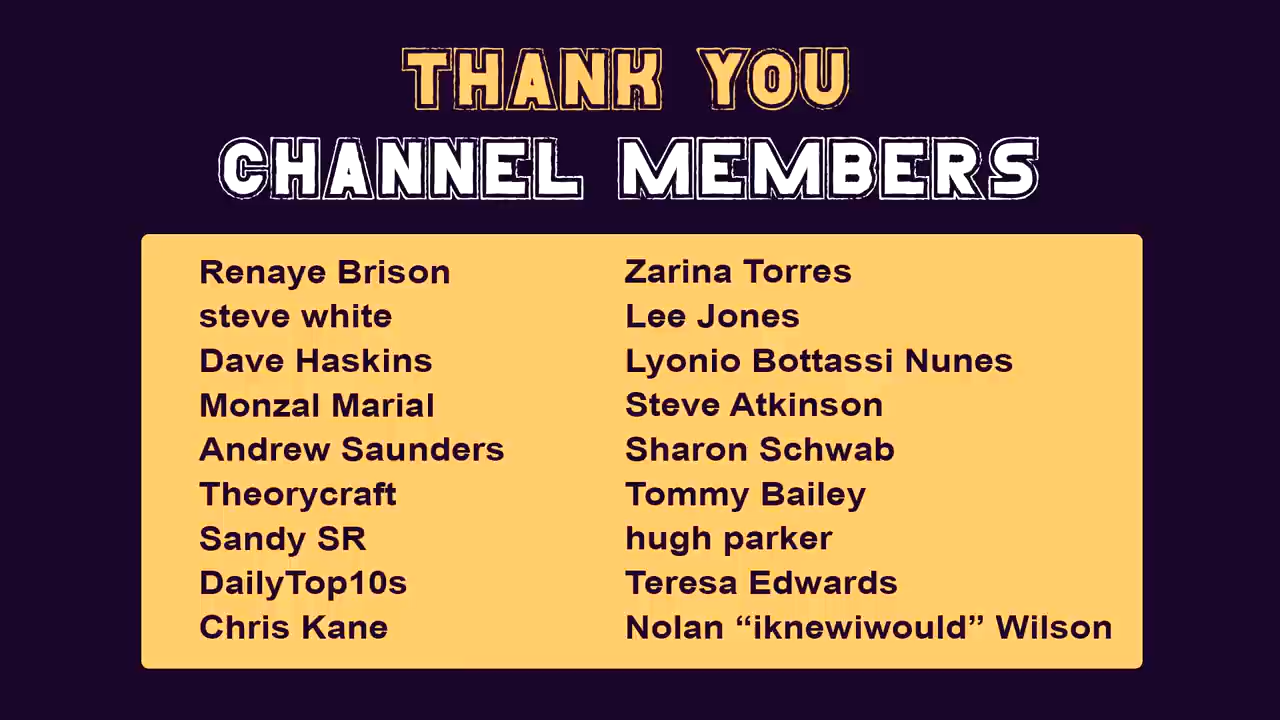 THANK YOU
CHANNEL MEMBERS
Renaye Brison
steve white
Dave Haskins
Monzal Marial
Andrew Saunders
Theorycraft
Sandy SR
DailyTop10s
Chris Kane
Zarina Torres
Lee Jones
Lyonio Bottassi Nunes
Steve Atkinson
Sharon Schwab
Tommy Bailey
hugh parker
Teresa Edwards
Nolan “iknewiwould” Wilson